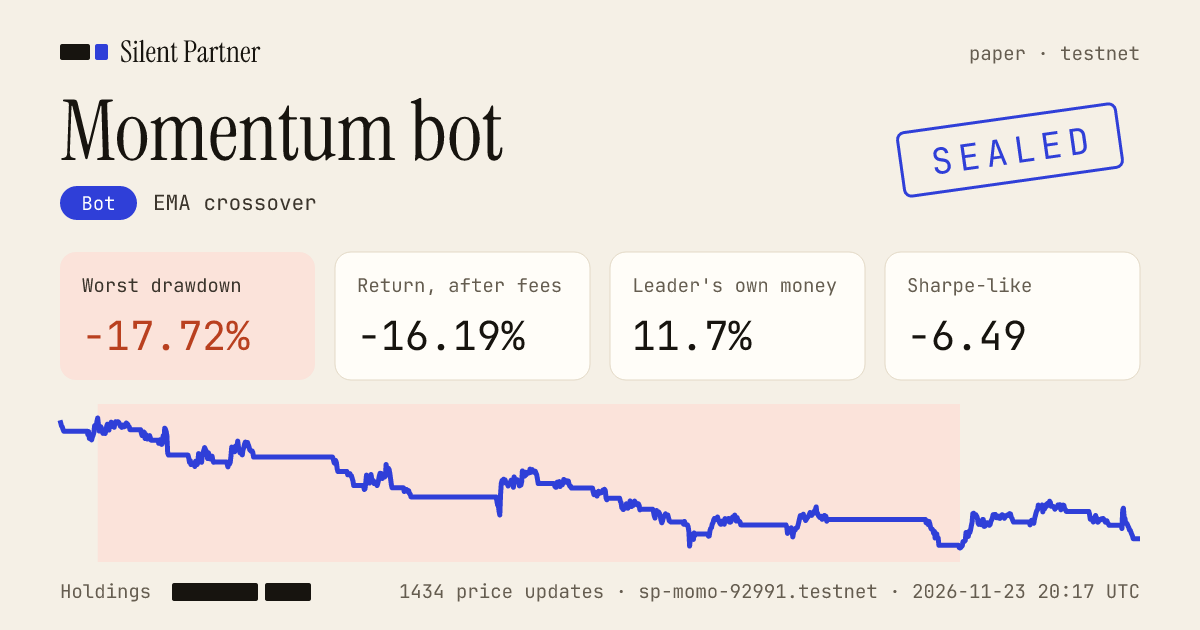 Silent Partner
paper · testnet
Momentum bot
SEALED
Bot EMA crossover
Worst drawdown
-17.72%
Return, after fees
-16.19%
Leader's own money
11.7%
Sharpe-like
-6.49
Holdings
1434 price updates · sp-momo-92991.testnet · 2026-11-23 20:17 UTC